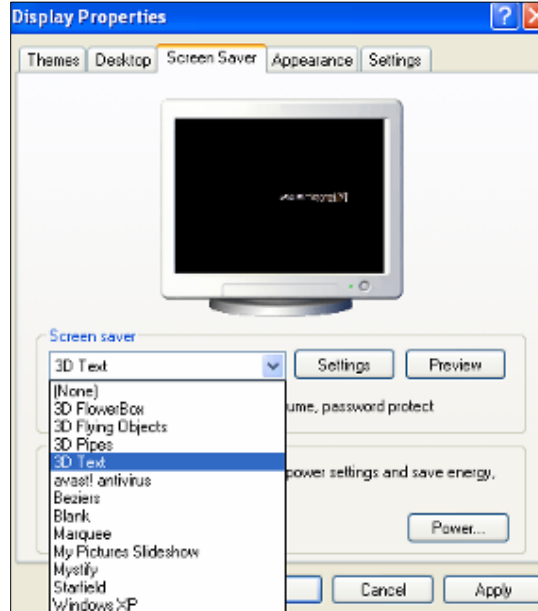 Display Properties ?
Themes Desktop Screen Saver Appearance Settings
Screen saver
3D Text Settings Preview
(None)
3D FlowerBox
ume, password protect
3D Flying Objects
3D Pipes
3D Text
power settings and save energy,
avast! antivirus
Beziers
Blank
Marquee
Power...
My Pictures Slideshow
Mystify
Starfield
Cancel Apply
Windows XP